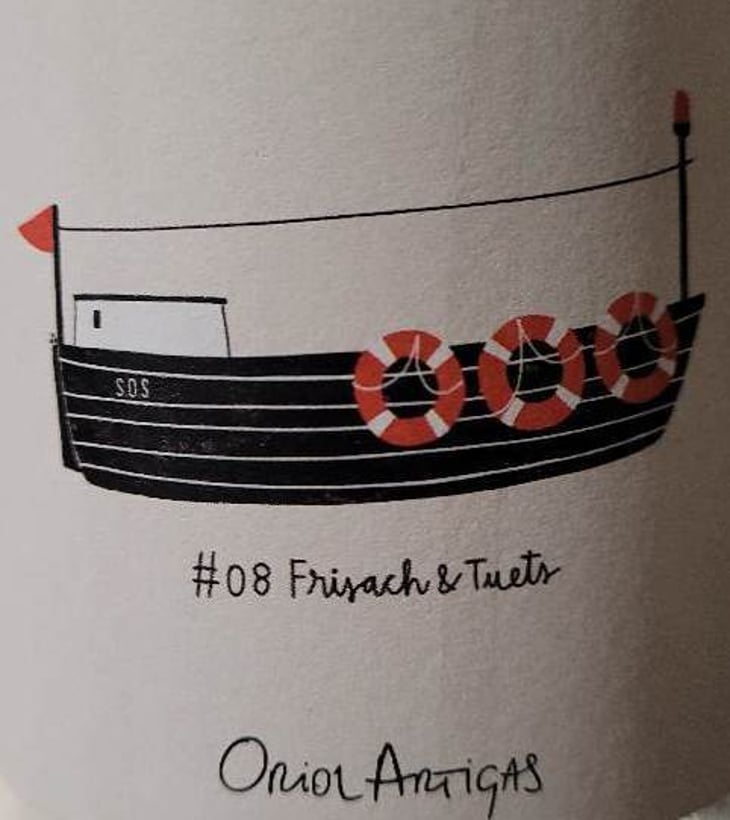 SOS
#08 Frisach & Tuets
Oriol Artigas